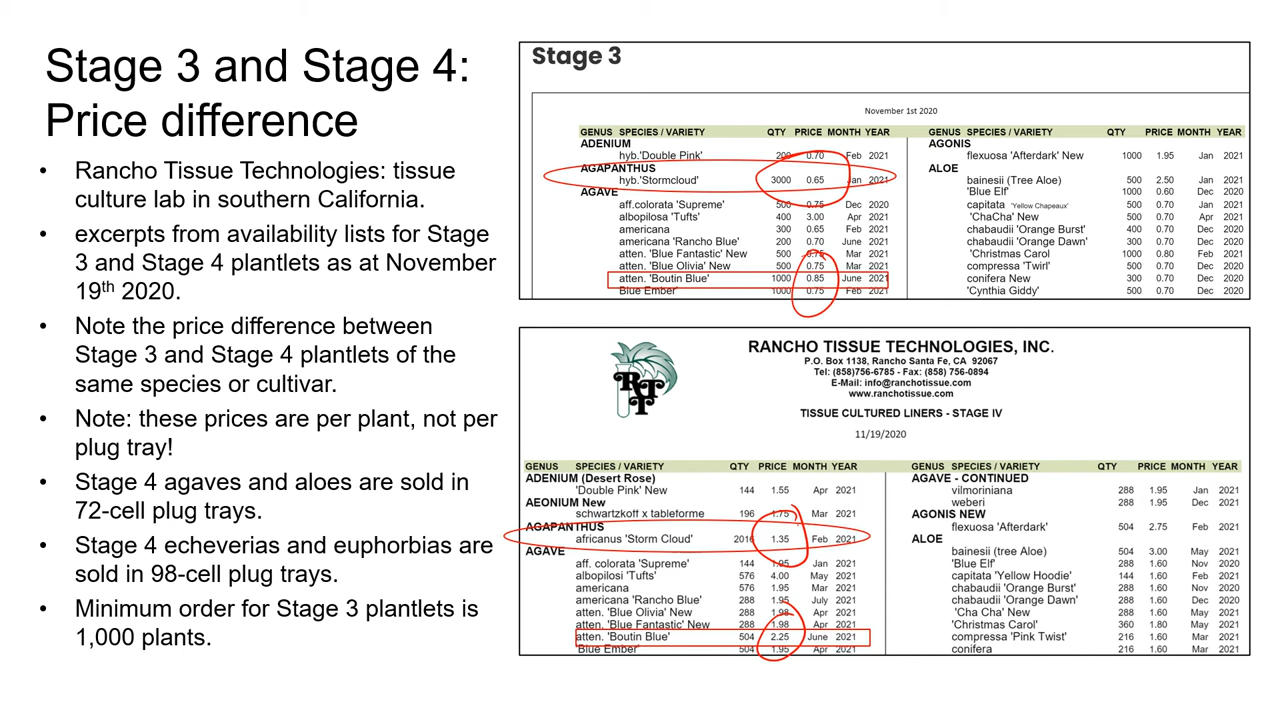 Stage 3 and Stage 4:
Price difference
• Rancho Tissue Technologies: tissue
culture lab in southern California.
• excerpts from availability lists for Stage
3 and Stage 4 plantlets as at November
19th 2020.
• Note the price difference between
Stage 3 and Stage 4 plantlets of the
same species or cultivar.
• Note: these prices are per plant, not per
plug tray!
• Stage 4 agaves and aloes are sold in
72-cell plug trays.
• Stage 4 echeverias and euphorbias are
sold in 98-cell plug trays.
• Minimum order for Stage 3 plantlets is
1,000 plants.
Stage 3
November 1st 2020
GENUS SPECIES / VARIETY QTY PRICE MONTH YEAR
ADENIUM
hyb.'Double Pink' 200 0.70 Feb 2021
AGAPANTHUS
hyb.'Stormcloud' 3000 0.65 Jan 2021
AGAVE
aff.colorata 'Supreme' 500 0.75 Dec 2020
albopilosa 'Tufts' 400 3.00 Apr 2021
americana 300 0.65 Feb 2021
americana 'Rancho Blue' 200 0.70 June 2021
atten. 'Blue Fantastic' New 500 0.75 Mar 2021
atten. 'Blue Olivia' New 500 0.75 Mar 2021
atten. 'Boutin Blue' 1000 0.85 June 2021
Blue Ember' 1000 0.75 Feb 2021
GENUS SPECIES / VARIETY QTY PRICE MONTH YEAR
AGONIS
flexuosa 'Afterdark' New 1000 1.95 Jan 2021
ALOE
bainesii (Tree Aloe) 500 2.50 Jan 2021
'Blue Elf' 1000 0.60 Dec 2020
capitata 'Yellow Chapeaux' 500 0.70 Jan 2021
'ChaCha' New 500 0.70 Apr 2021
chabaudii 'Orange Burst' 400 0.70 Dec 2020
chabaudii 'Orange Dawn' 300 0.70 Dec 2020
'Christmas Carol 1000 0.80 Feb 2021
compressa 'Twirl' 500 0.70 Jan 2021
conifera New 300 0.70 Dec 2020
'Cynthia Giddy' 500 0.70 Dec 2020
RTT
RANCHO TISSUE TECHNOLOGIES, INC.
P.O. Box 1138, Rancho Santa Fe, CA 92067
Tel: (858)756-6785 - Fax: (858) 756-0894
E-Mail: info@ranchotissue.com
www.ranchotissue.com
TISSUE CULTURED LINERS - STAGE IV
11/19/2020
GENUS SPECIES / VARIETY QTY PRICE MONTH YEAR
ADENIUM (Desert Rose)
'Double Pink' New 144 1.55 Apr 2021
AEONIUM New
schwartzkoff x tableforme 196 1.75 Mar 2021
AGAPANTHUS
africanus 'Storm Cloud' 2016 1.35 Feb 2021
AGAVE
aff. colorata 'Supreme' 144 1.95 Jan 2021
albopilosi 'Tufts' 576 4.00 May 2021
americana 576 1.95 Mar 2021
americana 'Rancho Blue' 288 1.95 July 2021
atten. 'Blue Olivia' New 288 1.98 Apr 2021
atten. 'Blue Fantastic' New 288 1.98 Apr 2021
atten. 'Boutin Blue' 504 2.25 June 2021
'Blue Ember' 504 1.95 Apr 2021
GENUS SPECIES / VARIETY QTY PRICE MONTH YEAR
AGAVE - CONTINUED
vilmoriniana 288 1.95 Jan 2021
weberi 288 1.95 Dec 2021
AGONIS NEW
flexuosa 'Afterdark' 504 2.75 Feb 2021
ALOE
bainesii (tree Aloe) 504 3.00 May 2021
'Blue Elf' 288 1.60 Nov 2020
capitata 'Yellow Hoodie' 144 1.60 Feb 2021
chabaudii 'Orange Burst' 288 1.60 Nov 2020
chabaudii 'Orange Dawn' 288 1.60 Dec 2020
'Cha Cha' New 288 1.60 May 2021
'Christmas Carol' 360 1.80 May 2021
compressa 'Pink Twist' 216 1.60 Mar 2021
conifera 216 1.60 Mar 2021